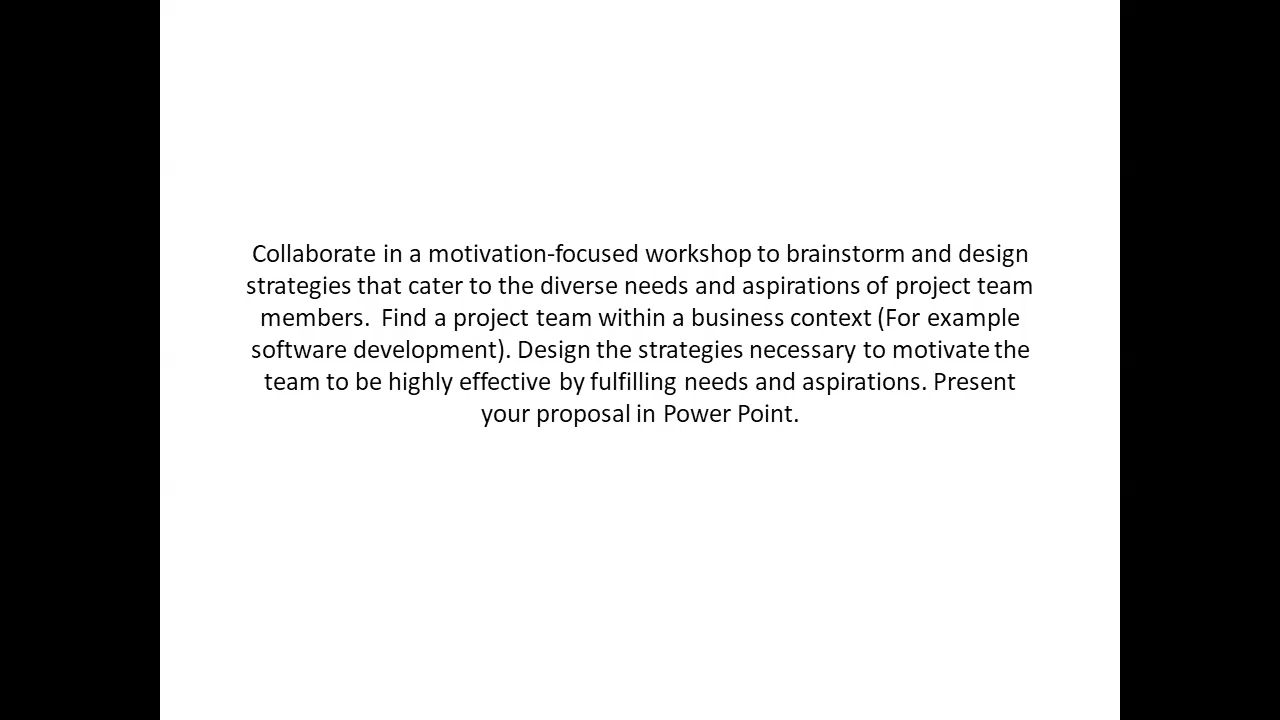 Collaborate in a motivation-focused workshop to brainstorm and design
strategies that cater to the diverse needs and aspirations of project team
members.  Find a project team within a business context (For example
software development). Design the strategies necessary to motivate the
team to be highly effective by fulfilling needs and aspirations. Present
your proposal in Power Point.